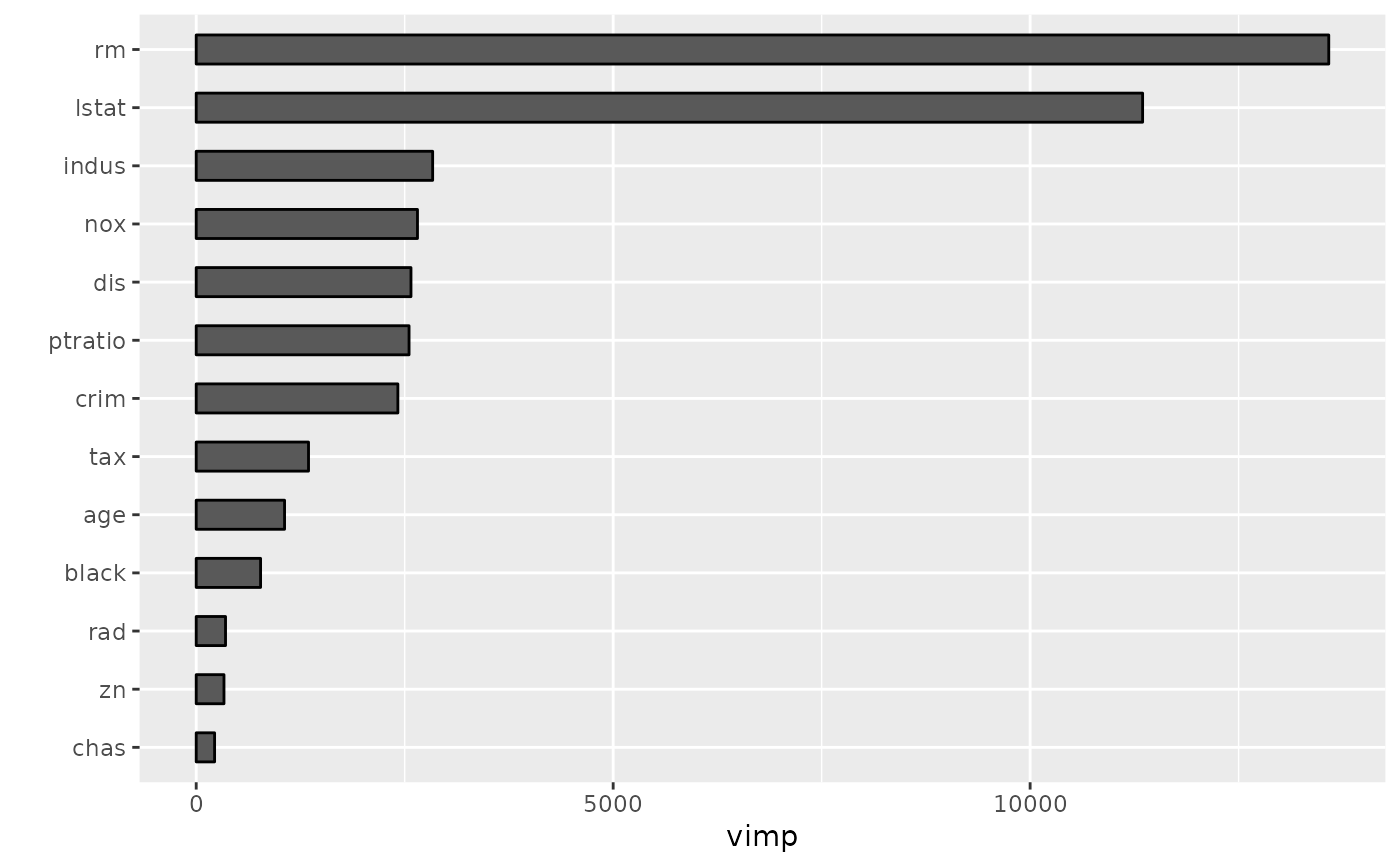 rm
lstat
indus
nox
dis
ptratio
crim
tax
age
black
rad
zn
chas
0 5000 10000
vimp